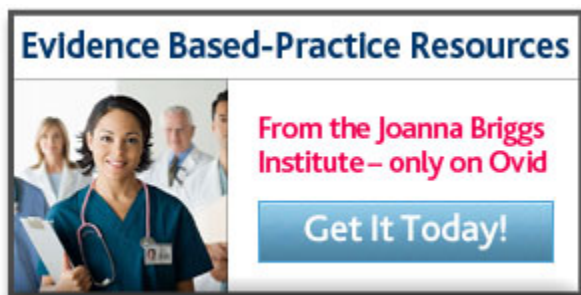 Evidence Based-Practice Resources
From the Joanna Briggs
Institute – only on Ovid
Get It Today!